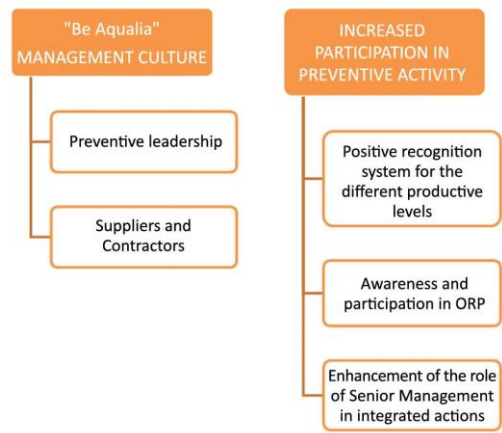 "Be Aqualia"
MANAGEMENT CULTURE
Preventive leadership
Suppliers and
Contractors
INCREASED
PARTICIPATION IN
PREVENTIVE ACTIVITY
Positive recognition
system for the
different productive
levels
Awareness and
participation in ORP
Enhancement of the role
of Senior Management
in integrated actions